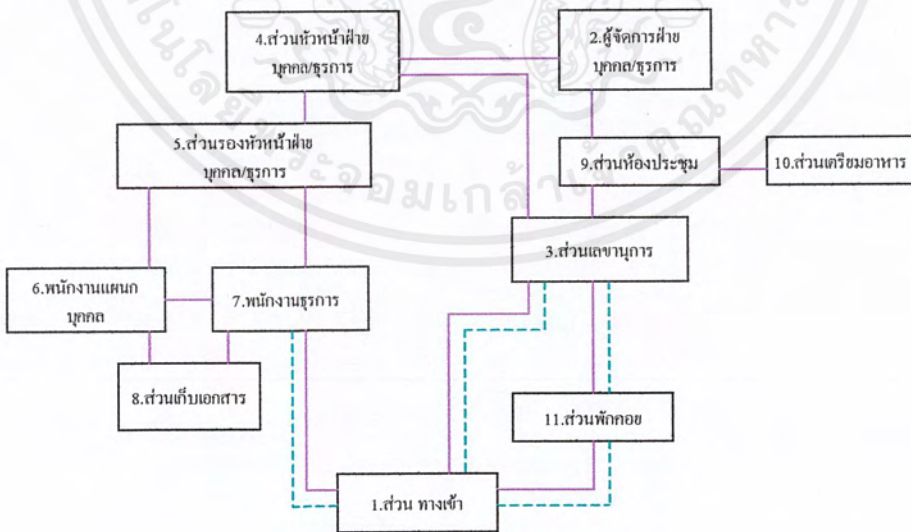 4.ส่วนหัวหน้าฝ่าย
บุคคล/ธุรการ
2.ผู้จัดการฝ่าย
บุคคล/ธุรการ
5.ส่วนรองหัวหน้าฝ่าย
บุคคล/ธุรการ
9.ส่วนห้องประชุม
10.ส่วนเตรียมอาหาร
3.ส่วนเลขานุการ
6.พนักงานแผนก
บุคคล
7.พนักงานธุรการ
8.ส่วนเก็บเอกสาร
11.ส่วนพักคอย
1.ส่วน ทางเข้า